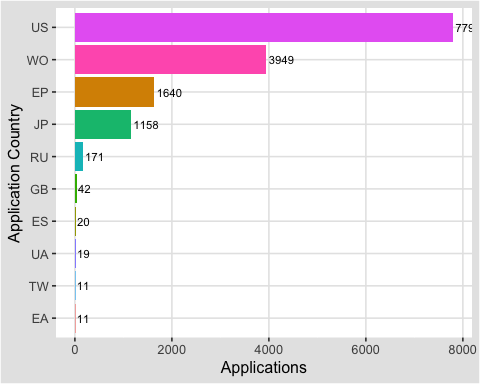 Application Country
US
WO 3949
EP 1640
JP 1158
RU 171
GB 42
ES 20
UA 19
TW 11
EA 11
0 2000 4000 6000 8000
Applications